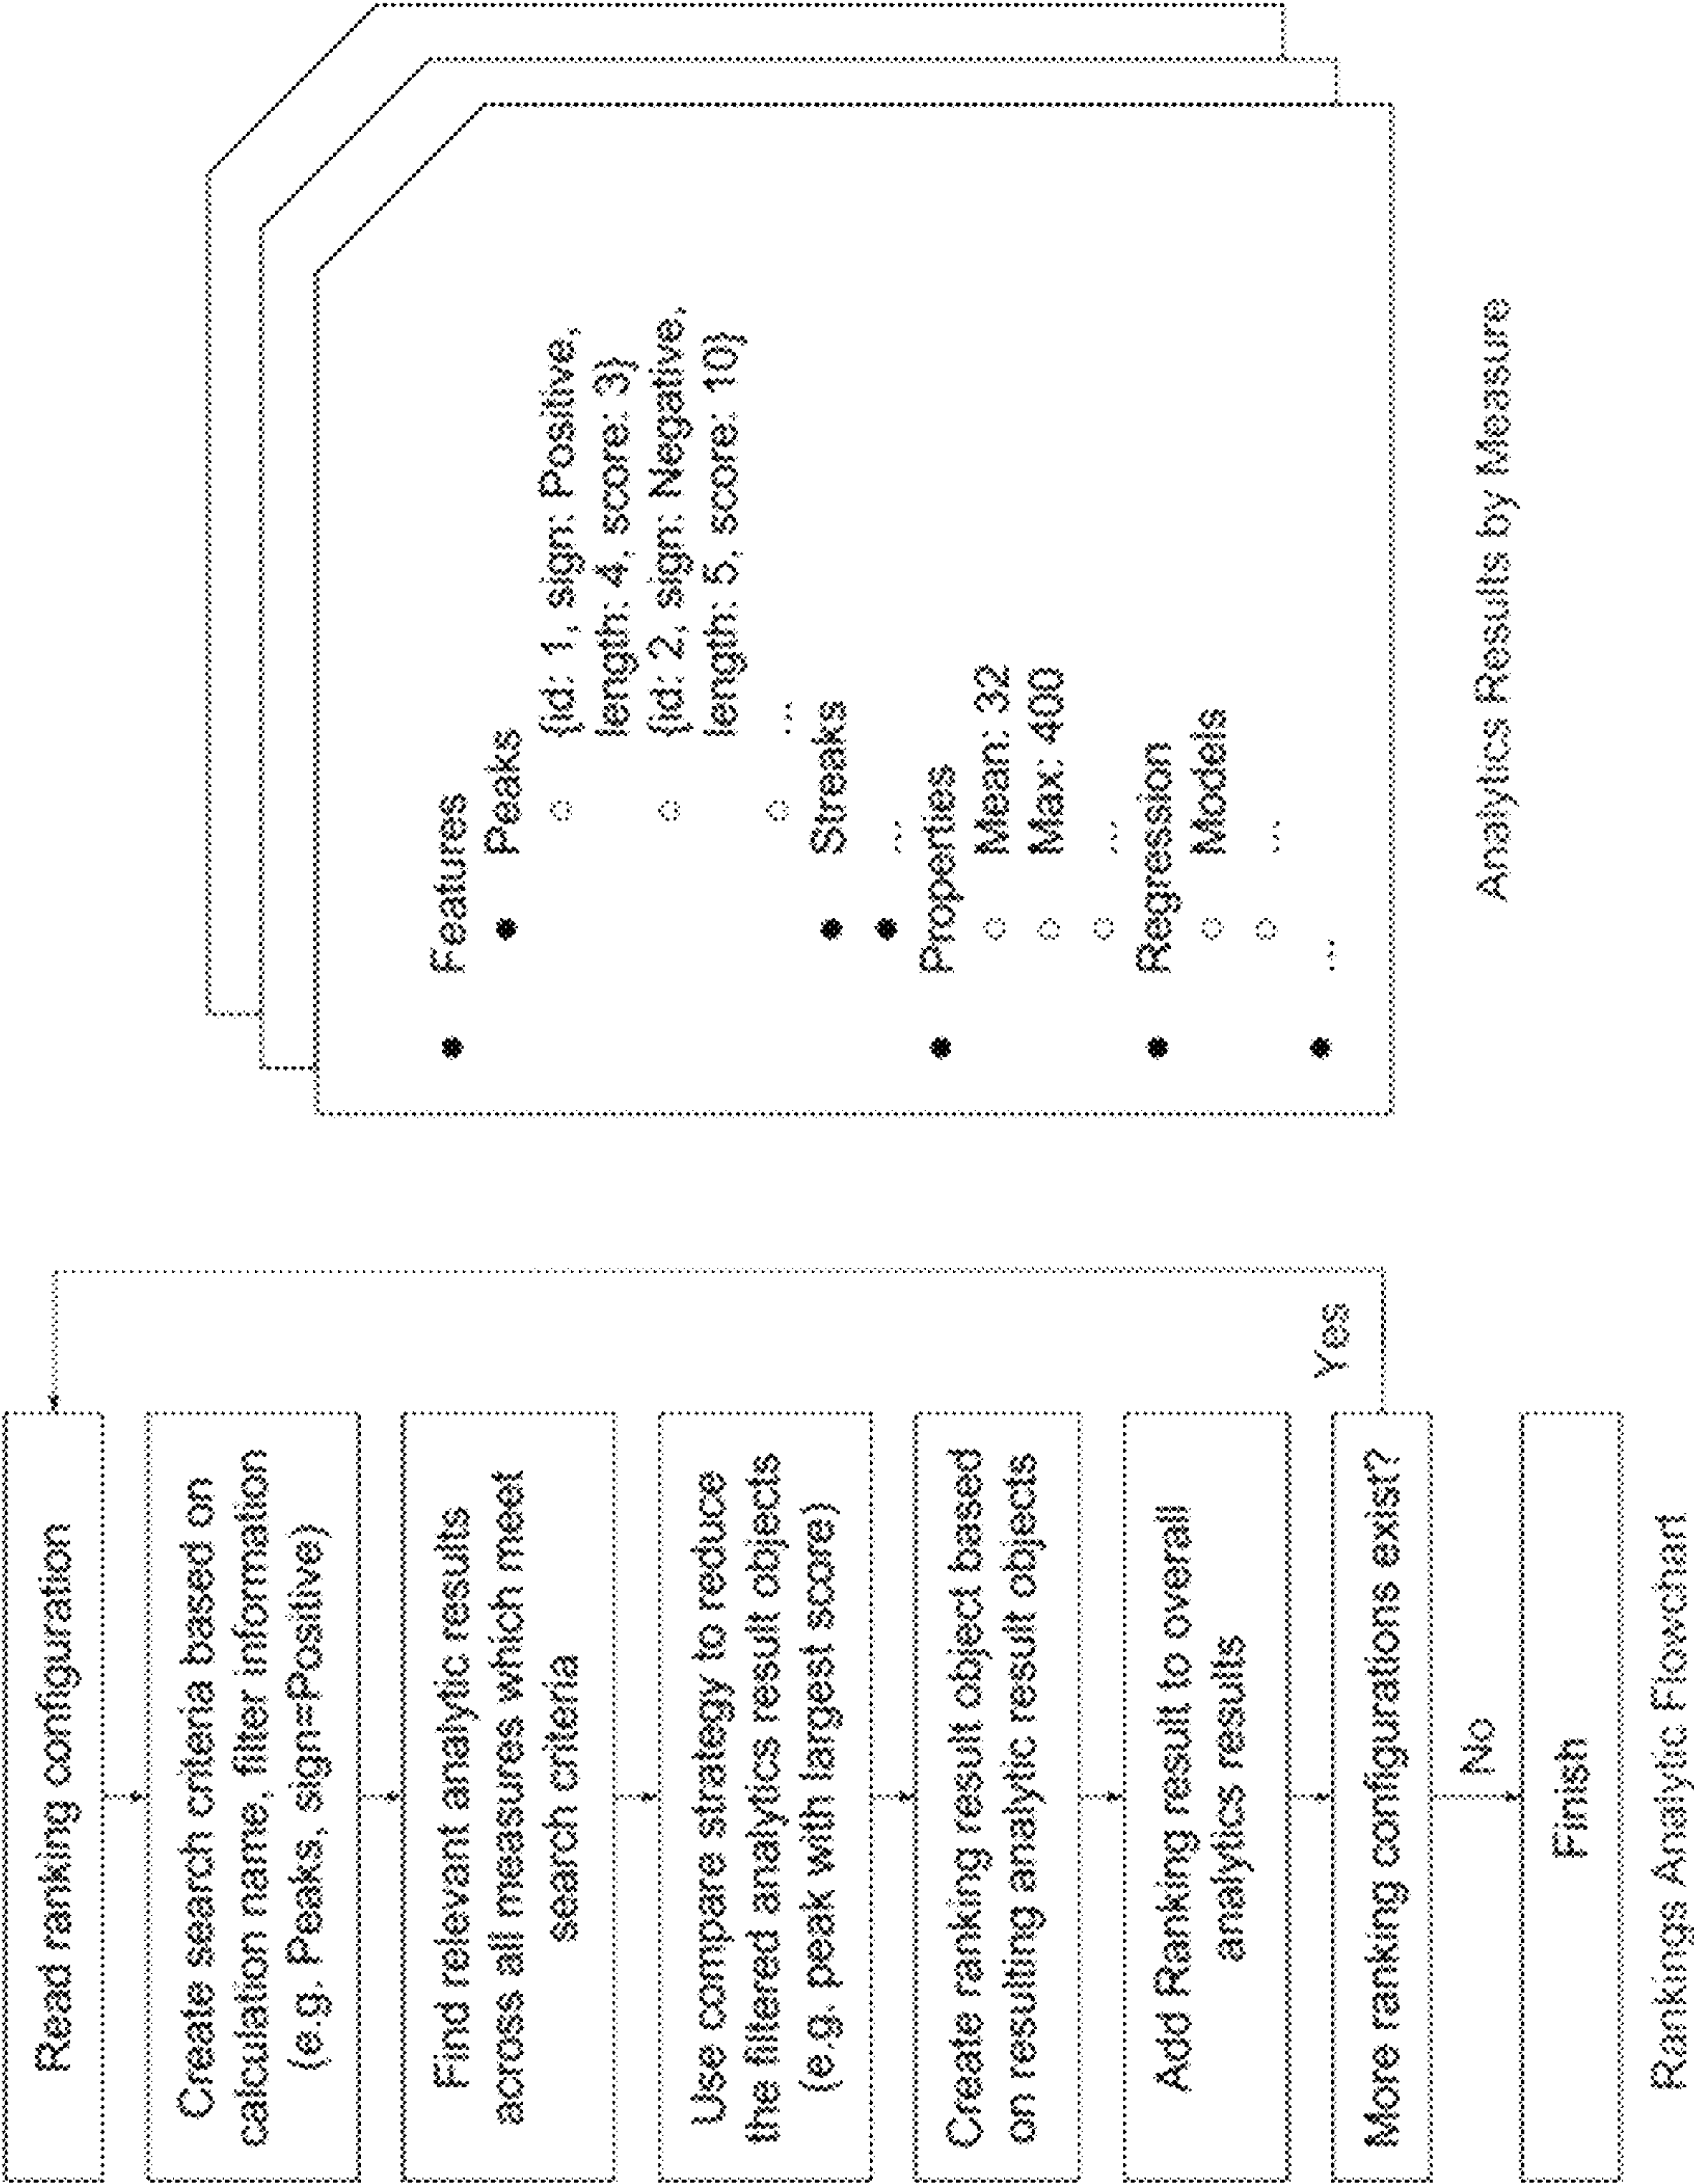 Read ranking configuration
Create search criteria based on
calculation name, filter information
(e.g. Peaks, sign=Positive)
Find relevant analytic results
across all measures which meet
search criteria
Use compare strategy to reduce
the filtered analytics result objects
(e.g. peak with largest score)
Create ranking result object based
on resulting analytic result objects
Add Ranking result to overall
analytics results
More ranking configurations exist?
Yes
No
Finish
Rankings Analytic Flowchart
Features
Peaks
{id: 1, sign: Positive,
length: 4, score: 3}
{id: 2, sign: Negative,
length: 5, score: 10}
...
Streaks
...
Properties
Mean: 32
Max: 400
...
Regression
Models
...
...
Analytics Results by Measure